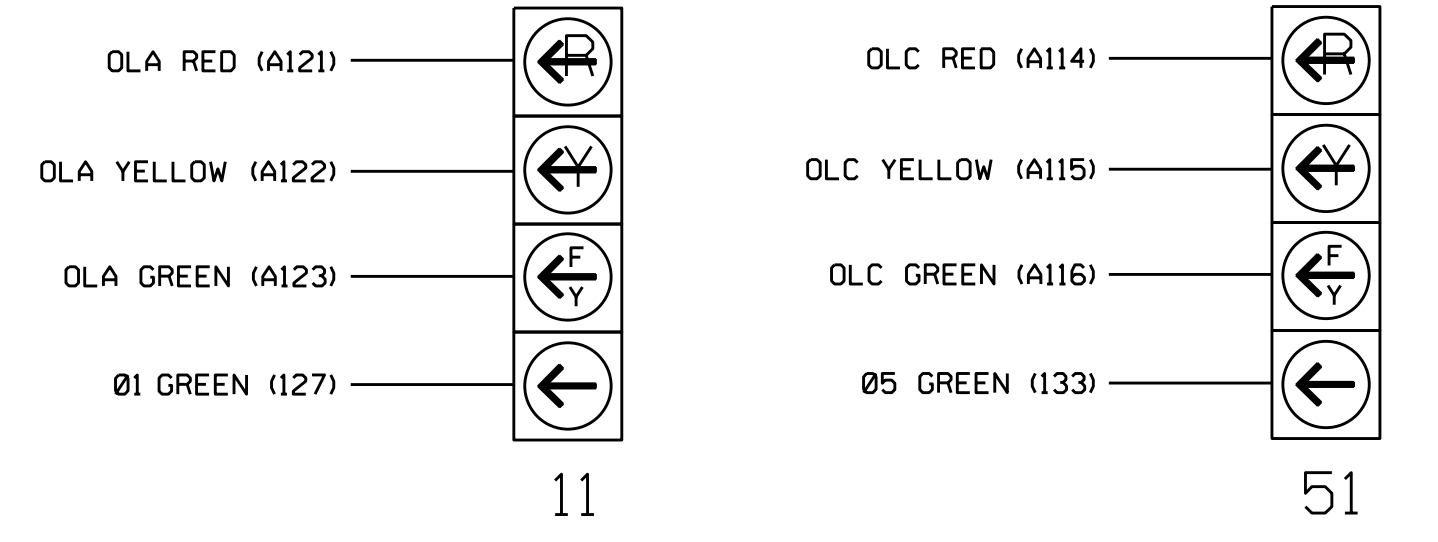 OLA RED (A121)
R
OLA YELLOW (A122)
Y
OLA GREEN (A123)
F
Y
Ø1 GREEN (127)
11
OLC RED (A114)
R
OLC YELLOW (A115)
Y
OLC GREEN (A116)
F
Y
Ø5 GREEN (133)
51